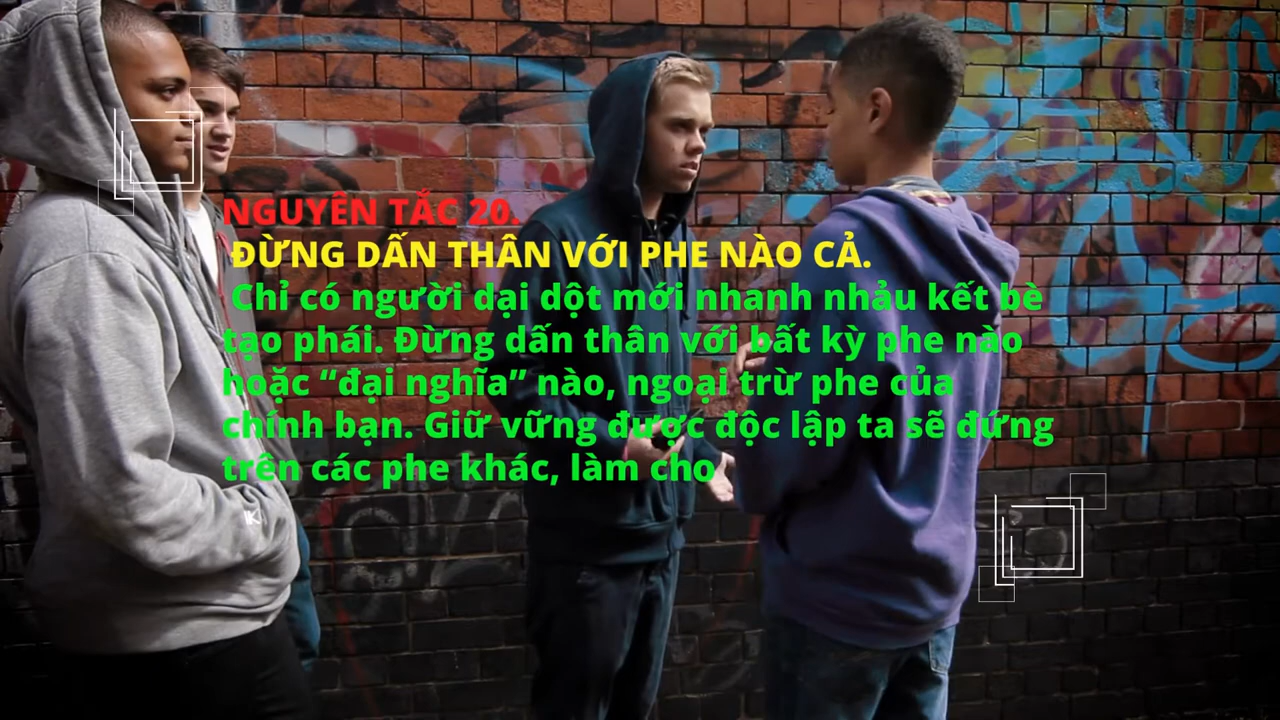 NGUYÊN TẮC 20.
ĐỪNG DẤN THÂN VỚI PHE NÀO CẢ.
Chỉ có người dại dột mới nhanh nhảu kết bè
tạo phái. Đừng dấn thân với bất kỳ phe nào
hoặc “đại nghĩa” nào, ngoại trừ phe của
chính bạn. Giữ vững được độc lập ta sẽ đứng
trên các phe khác, làm cho